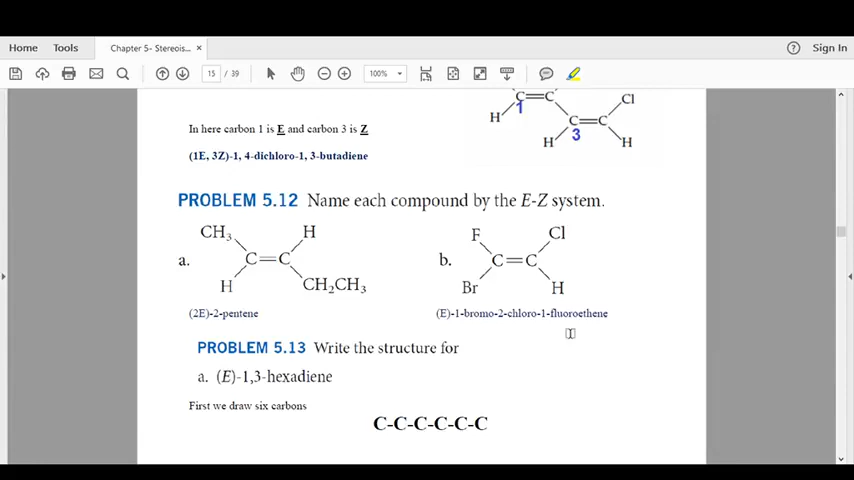 Home Tools Chapter 5- Stereois... × Sign In
15 / 39 100%
C=C Cl
H 1 C=C
H 3 H
In here carbon 1 is E and carbon 3 is Z
(1E, 3Z)-1, 4-dichloro-1, 3-butadiene
PROBLEM 5.12 Name each compound by the E-Z system.
CH3 H F Cl
a. C=C b. C=C
H CH2CH3 Br H
(2E)-2-pentene (E)-1-bromo-2-chloro-1-fluoroethene
PROBLEM 5.13 Write the structure for
a. (E)-1,3-hexadiene
First we draw six carbons
C-C-C-C-C-C